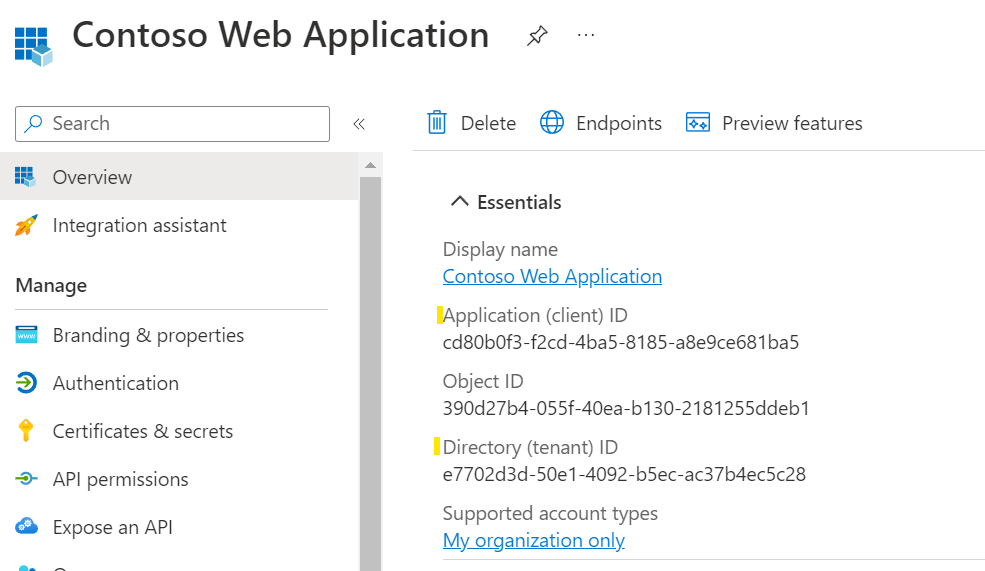 Contoso Web Application
Search
Overview
Integration assistant
Manage
Branding & properties
Authentication
Certificates & secrets
API permissions
Expose an API
Delete
Endpoints
Preview features
Essentials
Display name
Contoso Web Application
Application (client) ID
cd80b0f3-f2cd-4ba5-8185-a8e9ce681ba5
Object ID
390d27b4-055f-40ea-b130-2181255ddeb1
Directory (tenant) ID
e7702d3d-50e1-4092-b5ec-ac37b4ec5c28
Supported account types
My organization only